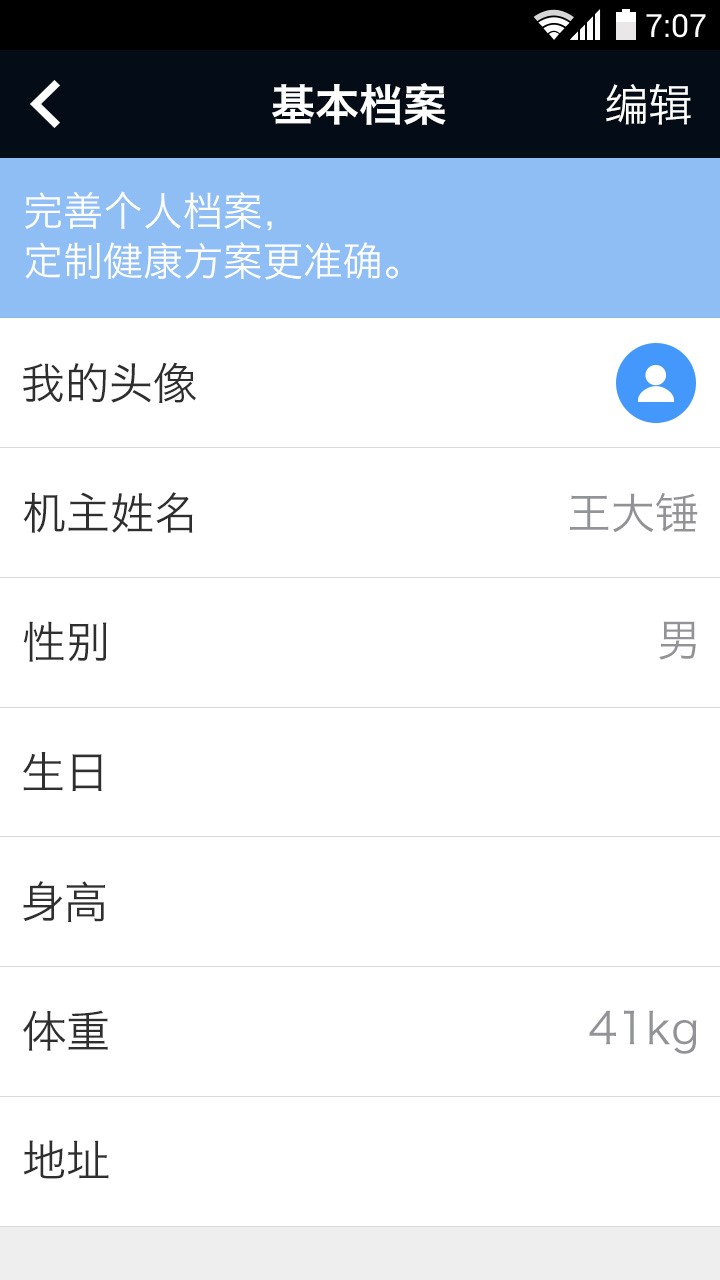 7:07
基本档案
编辑
完善个人档案,
定制健康方案更准确。
我的头像
机主姓名
王大锤
性别
男
生日
身高
体重
41kg
地址